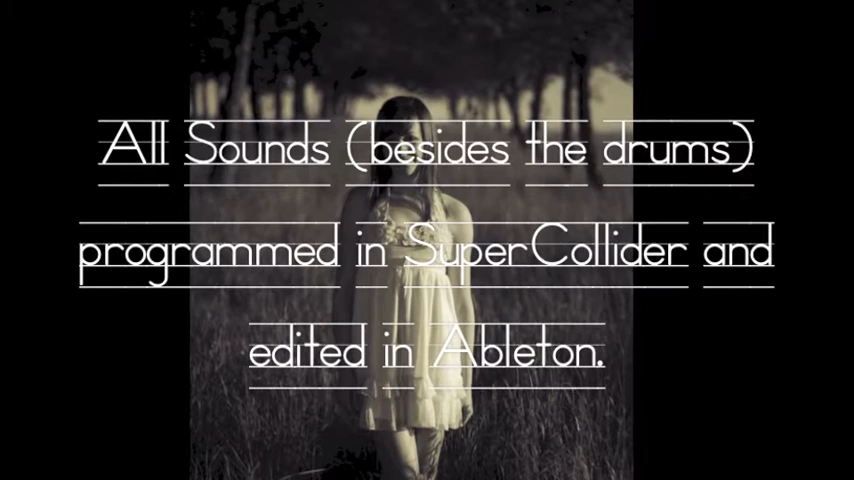 All Sounds (besides the drums)
programmed in SuperCollider and
edited in Ableton.